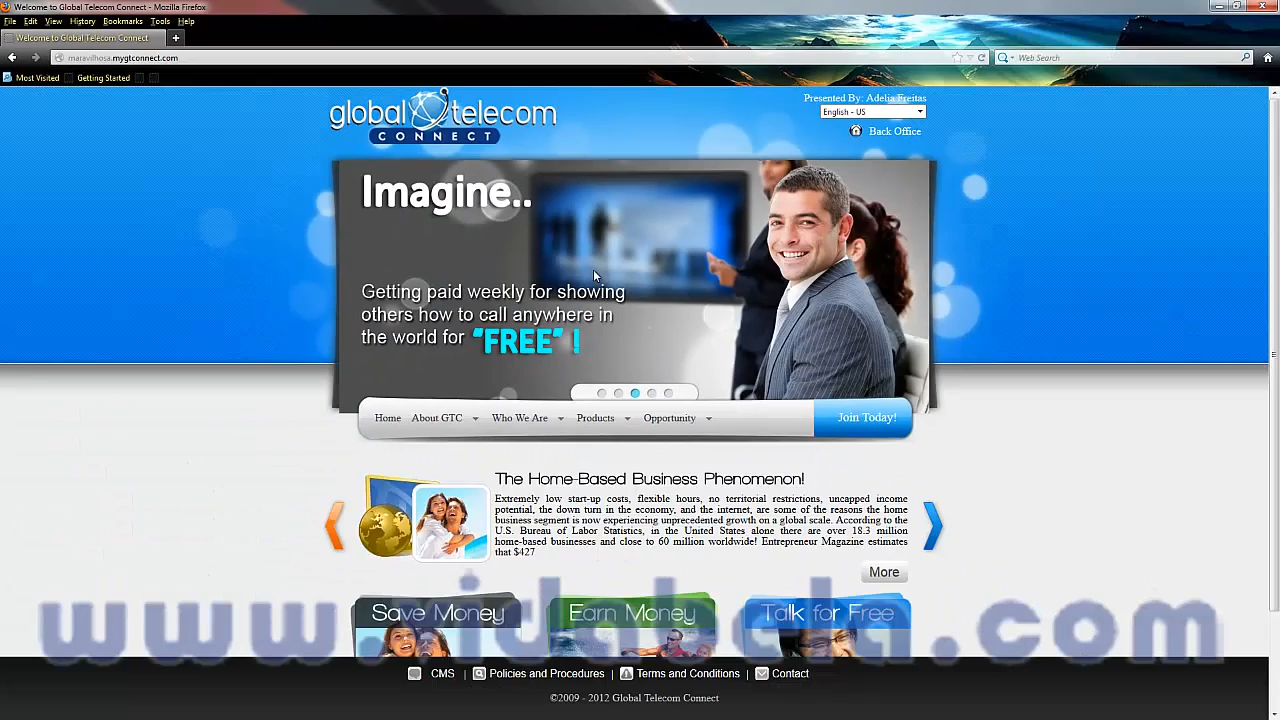 Welcome to Global Telecom Connect - Mozilla Firefox
File Edit View History Bookmarks Tools Help
Welcome to Global Telecom Connect
maravilhosa.mygtconnect.com
Web Search
Most Visited Getting Started
global telecom
CONNECT
Presented By: Adelia Freitas
English - US
Back Office
Imagine..
Getting paid weekly for showing
others how to call anywhere in
the world for "FREE" !
Home About GTC Who We Are Products Opportunity Join Today!
The Home-Based Business Phenomenon!
Extremely low start-up costs, flexible hours, no territorial restrictions, uncapped income
potential, the down turn in the economy, and the internet, are some of the reasons the home
business segment is now experiencing unprecedented growth on a global scale. According to the
U.S. Bureau of Labor Statistics, in the United States alone there are over 18.3 million
home-based businesses and close to 60 million worldwide! Entrepreneur Magazine estimates
that $427
More
Save Money Earn Money Talk for Free
CMS | Policies and Procedures | Terms and Conditions | Contact
©2009 - 2012 Global Telecom Connect